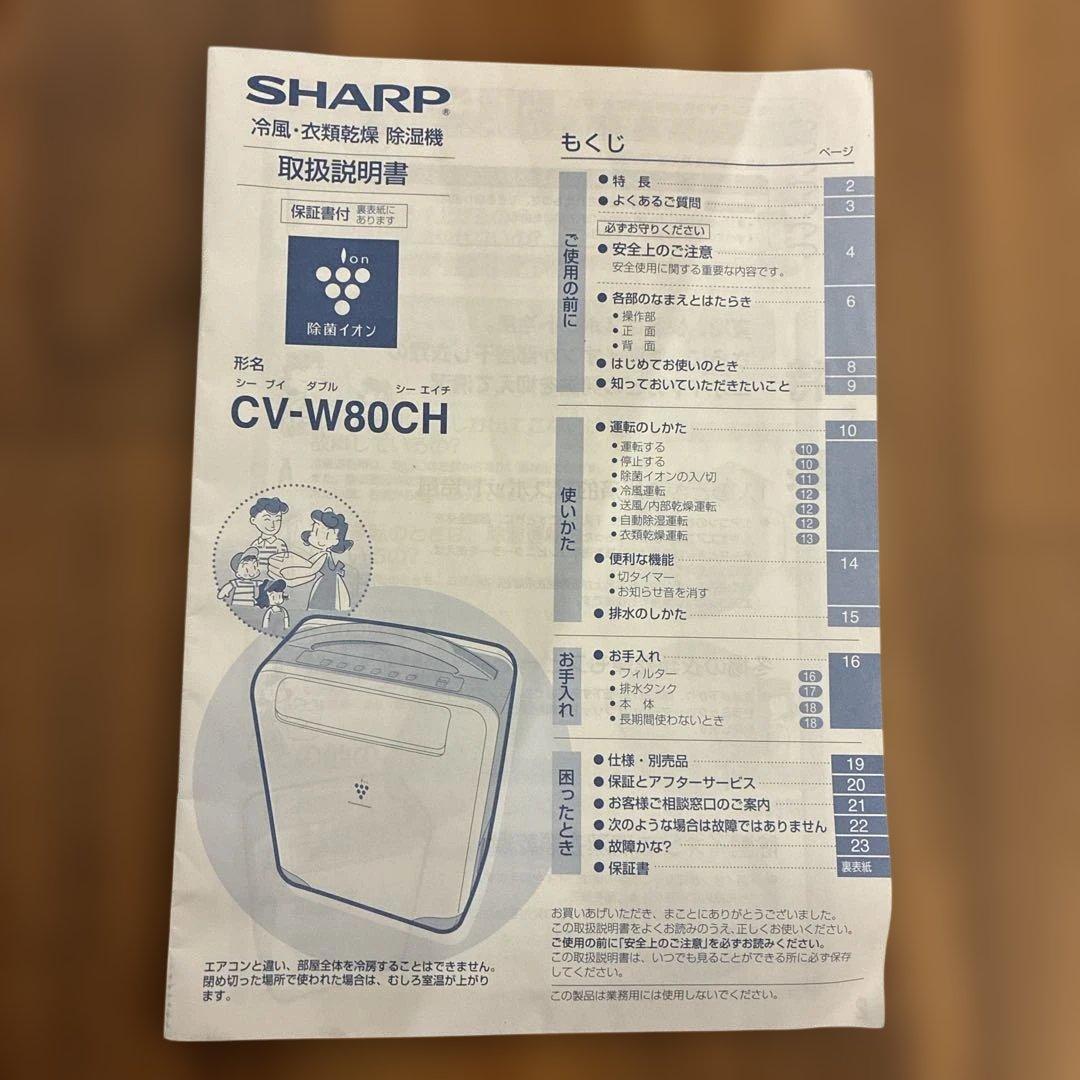 SHARP®
冷風・衣類乾燥 除湿機
取扱説明書
保証書付 裏表紙に
あります
Ion
除菌イオン
形名
シー ブイ ダブル シー エイチ
CV-W80CH
エアコンと違い、部屋全体を冷房することはできません。
閉め切った場所で使われた場合は、むしろ室温が上がり
ます。
もくじ
ページ
ご使用の前に
● 特 長 2
● よくあるご質問 3
必ずお守りください
● 安全上のご注意 4
安全使用に関する重要な内容です。
● 各部のなまえとはたらき 6
● 操作部
● 正 面
● 背 面
● はじめてお使いのとき 8
● 知っておいていただきたいこと 9
使いかた
● 運転のしかた 10
● 運転する 10
● 停止する 10
● 除菌イオンの入/切 11
● 冷風運転 12
● 送風/内部乾燥運転 12
● 自動除湿運転 12
● 衣類乾燥運転 13
● 便利な機能 14
● 切タイマー
● お知らせ音を消す
● 排水のしかた 15
お手入れ
● お手入れ 16
● フィルター 16
● 排水タンク 17
● 本 体 18
● 長期間使わないとき 18
困ったとき
● 仕様・別売品 19
● 保証とアフターサービス 20
● お客様ご相談窓口のご案内 21
● 次のような場合は故障ではありません 22
● 故障かな? 23
● 保証書 裏表紙
お買いあげいただき、まことにありがとうございました。
この取扱説明書をよくお読みのうえ、正しくお使いください。
ご使用の前に「安全上のご注意」を必ずお読みください。
この取扱説明書は、いつでも見ることができる所に必ず保存
してください。
この製品は業務用には使用しないでください。